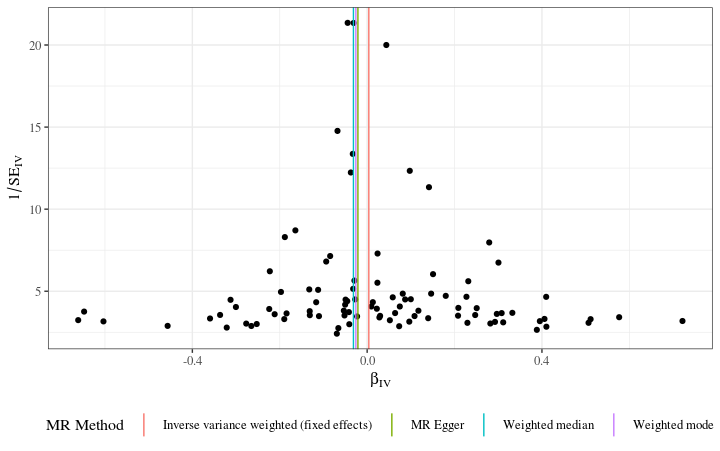 20
15
10
5
1/SE_IV
-0.4
0.0
0.4
β_IV
MR Method
Inverse variance weighted (fixed effects)
MR Egger
Weighted median
Weighted mode